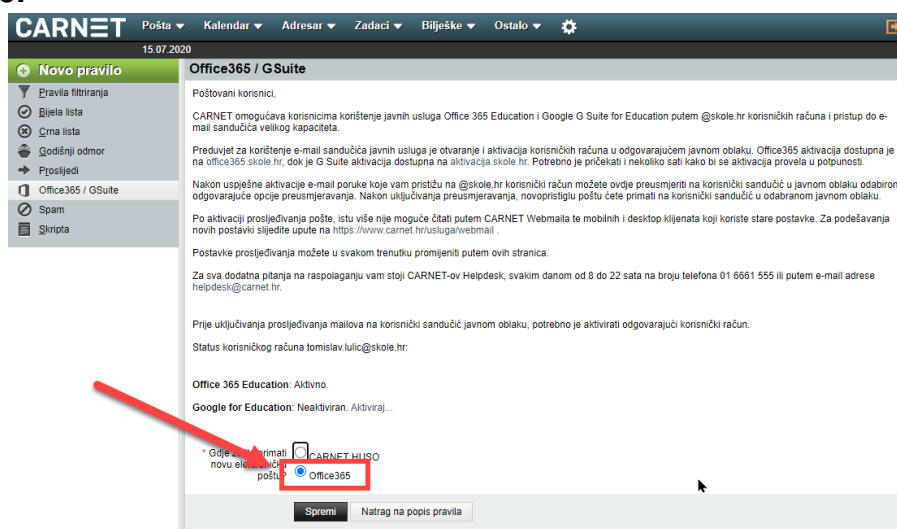 CARNET Pošta Kalendar Adresar Zadaci Bilješke Ostalo
15.07.2020
Novo pravilo
Pravila filtriranja
Bijela lista
Crna lista
Godišnji odmor
Proslijedi
Office365 / GSuite
Spam
Skripta
Office365 / GSuite
Poštovani korisnici,
CARNET omogućava korisnicima korištenje javnih usluga Office 365 Education i Google G Suite for Education putem @skole.hr korisničkih računa i pristup do e-
mail sandučića velikog kapaciteta.
Preduvjet za korištenje e-mail sandučića javnih usluga je otvaranje i aktivacija korisničkih računa u odgovarajućem javnom oblaku. Office365 aktivacija dostupna je
na office365.skole.hr, dok je G Suite aktivacija dostupna na aktivacija.skole.hr. Potrebno je pričekati i nekoliko sati kako bi se aktivacija provela u potpunosti.
Nakon uspješne aktivacije e-mail poruke koje vam pristižu na @skole.hr korisnički račun možete ovdje preusmjeriti na korisnički sandučić u javnom oblaku odabirom
odgovarajuće opcije preusmjeravanja. Nakon uključivanja preusmjeravanja, novopristiglu poštu ćete primati na korisnički sandučić u odabranom javnom oblaku.
Po aktivaciji prosljeđivanja pošte, istu više nije moguće čitati putem CARNET Webmaila te mobilnih i desktop klijenata koji koriste stare postavke. Za podešavanja
novih postavki slijedite upute na https://www.carnet.hr/usluga/webmail .
Postavke prosljeđivanja možete u svakom trenutku promijeniti putem ovih stranica.
Za sva dodatna pitanja na raspolaganju vam stoji CARNET-ov Helpdesk, svakim danom od 8 do 22 sata na broju telefona 01 6661 555 ili putem e-mail adrese
helpdesk@carnet.hr.
Prije uključivanja prosljeđivanja mailova na korisnički sandučić javnom oblaku, potrebno je aktivirati odgovarajući korisnički račun.
Status korisničkog računa tomislav.lulic@skole.hr:
Office 365 Education: Aktivno.
Google for Education: Neaktiviran. Aktiviraj...
* Gdje primati
novu
poštu?
CARNET HUSO
Office365
Spremi Natrag na popis pravila